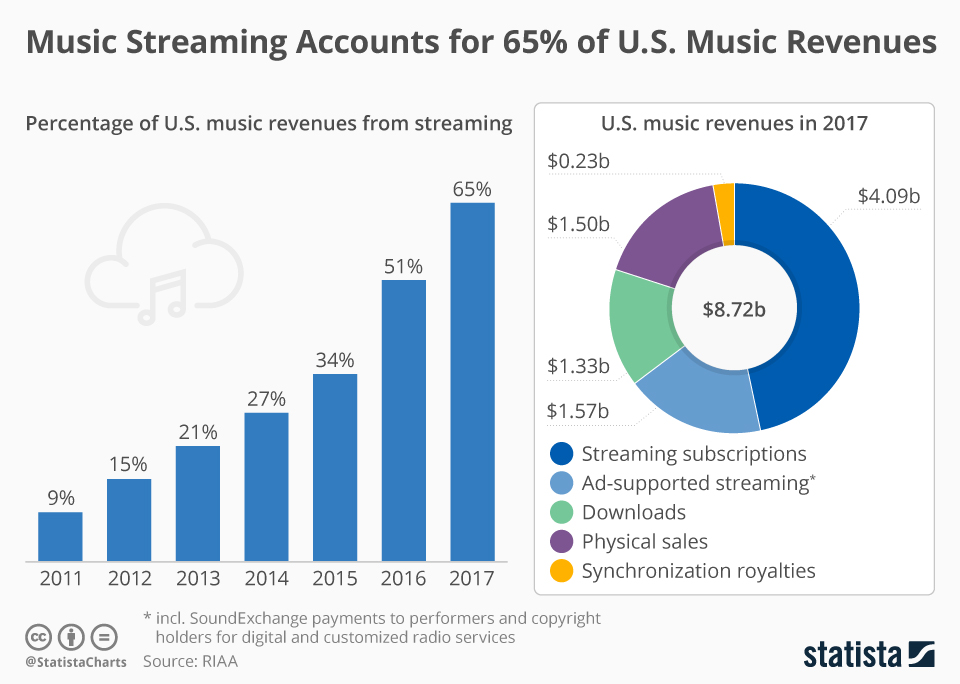 Music Streaming Accounts for 65% of U.S. Music Revenues
Percentage of U.S. music revenues from streaming
9%
15%
21%
27%
34%
51%
65%
2011 2012 2013 2014 2015 2016 2017
U.S. music revenues in 2017
$0.23b
$4.09b
$1.50b
$8.72b
$1.33b
$1.57b
Streaming subscriptions
Ad-supported streaming*
Downloads
Physical sales
Synchronization royalties
* incl. SoundExchange payments to performers and copyright
holders for digital and customized radio services
cc
@StatistaCharts
Source: RIAA
statista